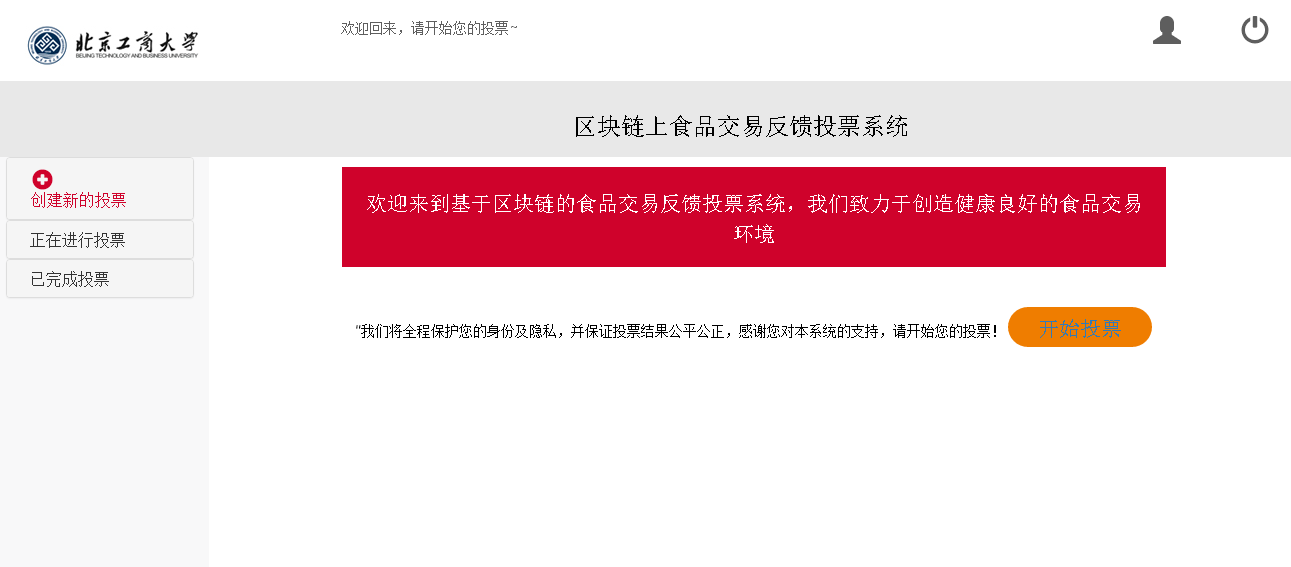 北京工商大学
BEIJING TECHNOLOGY AND BUSINESS UNIVERSITY
欢迎回来，请开始您的投票~
区块链上食品交易反馈投票系统
创建新的投票
正在进行投票
已完成投票
欢迎来到基于区块链的食品交易反馈投票系统，我们致力于创造健康良好的食品交易
环境
"我们将全程保护您的身份及隐私，并保证投票结果公平公正，感谢您对本系统的支持，请开始您的投票！
开始投票